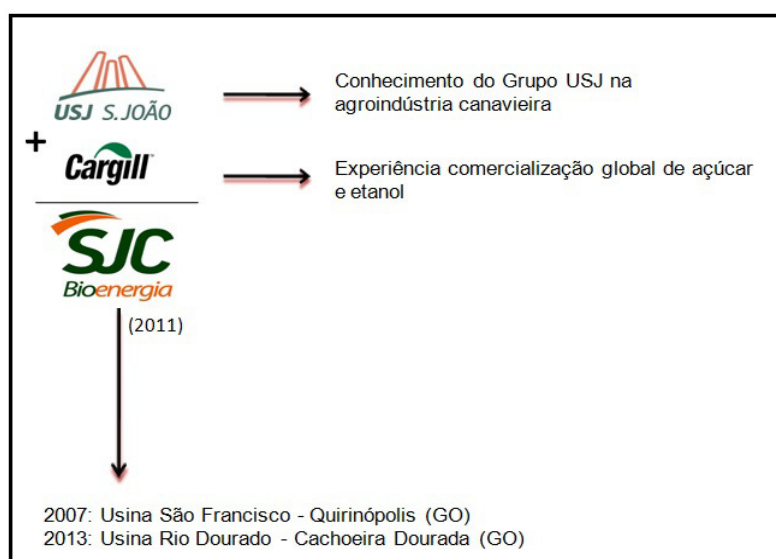 USJ S.JOÃO
Conhecimento do Grupo USJ na
agroindústria canavieira
+
Cargill™
Experiência comercialização global de açúcar
e etanol
SJC
Bioenergia
(2011)
2007: Usina São Francisco - Quirinópolis (GO)
2013: Usina Rio Dourado - Cachoeira Dourada (GO)